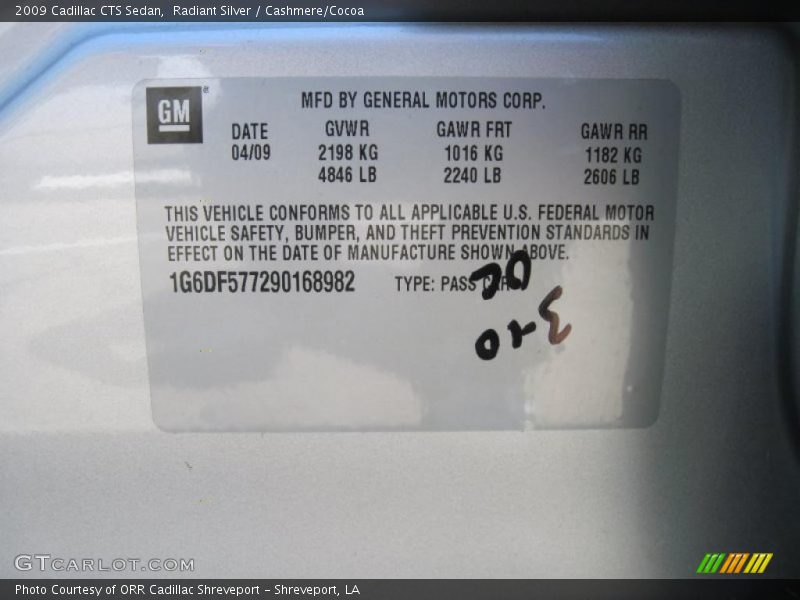 2009 Cadillac CTS Sedan, Radiant Silver / Cashmere/Cocoa
GM ®
MFD BY GENERAL MOTORS CORP.
DATE GVWR GAWR FRT GAWR RR
04/09 2198 KG 1016 KG 1182 KG
4846 LB 2240 LB 2606 LB
THIS VEHICLE CONFORMS TO ALL APPLICABLE U.S. FEDERAL MOTOR
VEHICLE SAFETY, BUMPER, AND THEFT PREVENTION STANDARDS IN
EFFECT ON THE DATE OF MANUFACTURE SHOWN ABOVE.
1G6DF577290168982 TYPE: PASS CAR
GTCARLOT.COM
Photo Courtesy of ORR Cadillac Shreveport - Shreveport, LA